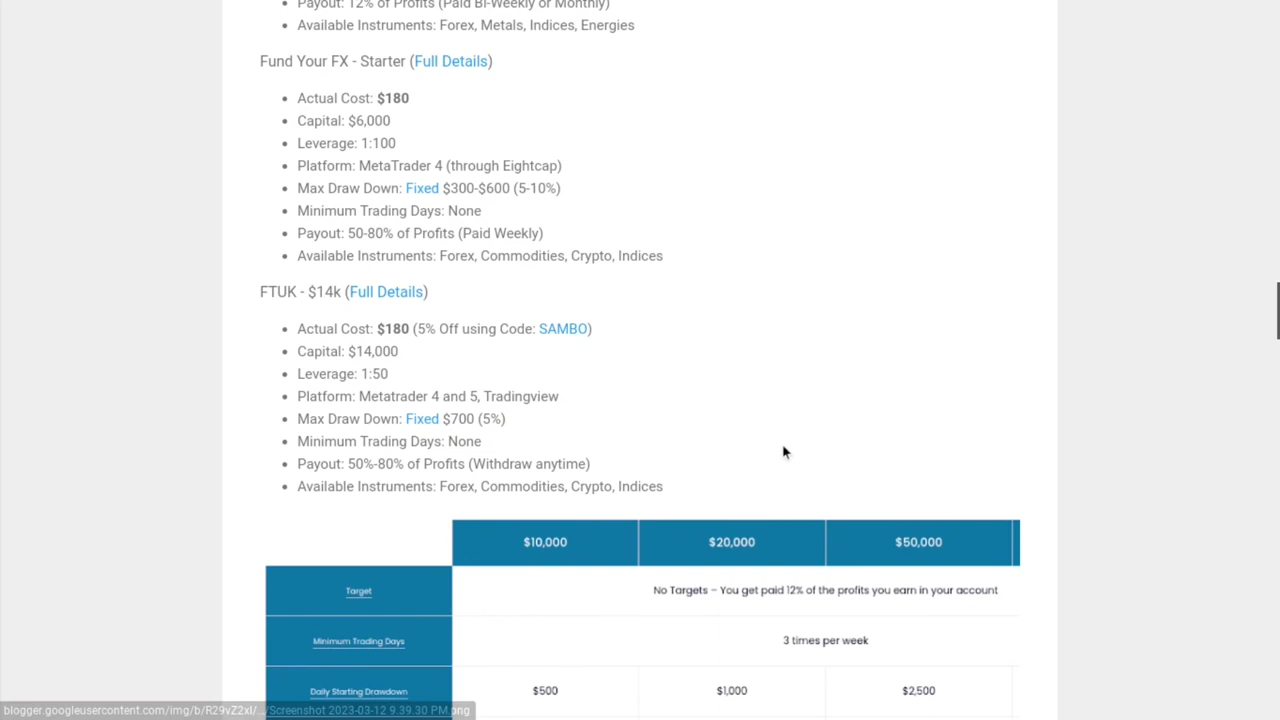 Payout: 12% of Profits (Paid Bi-Weekly or Monthly)
Available Instruments: Forex, Metals, Indices, Energies
Fund Your FX - Starter (Full Details)
Actual Cost: $180
Capital: $6,000
Leverage: 1:100
Platform: MetaTrader 4 (through Eightcap)
Max Draw Down: Fixed $300-$600 (5-10%)
Minimum Trading Days: None
Payout: 50-80% of Profits (Paid Weekly)
Available Instruments: Forex, Commodities, Crypto, Indices
FTUK - $14k (Full Details)
Actual Cost: $180 (5% Off using Code: SAMBO)
Capital: $14,000
Leverage: 1:50
Platform: Metatrader 4 and 5, Tradingview
Max Draw Down: Fixed $700 (5%)
Minimum Trading Days: None
Payout: 50%-80% of Profits (Withdraw anytime)
Available Instruments: Forex, Commodities, Crypto, Indices
$10,000 $20,000 $50,000
Target No Targets – You get paid 12% of the profits you earn in your account
Minimum Trading Days 3 times per week
Daily Starting Drawdown $500 $1,000 $2,500
blogger.googleusercontent.com/img/b/R29vZ2xl/.../Screenshot 2023-03-12 9.39.30 PM.png